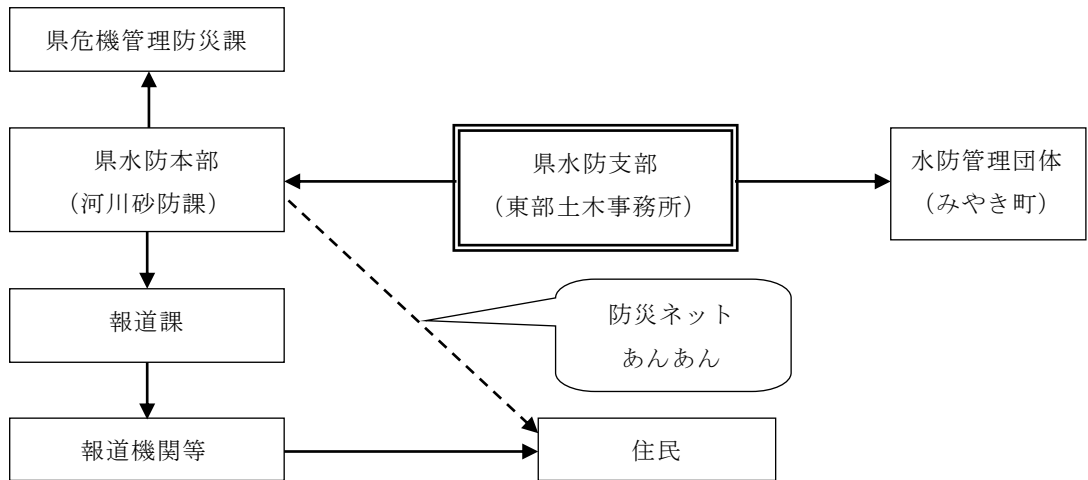 県危機管理防災課
県水防本部
（河川砂防課）
県水防支部
（東部土木事務所）
水防管理団体
（みやき町）
報道課
防災ネット
あんあん
報道機関等
住民